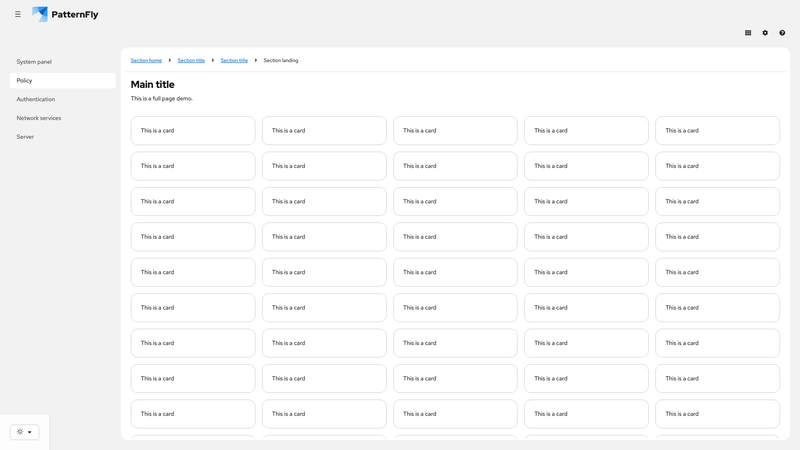 PatternFly
System panel
Policy
Authentication
Network services
Server
Section home Section title Section title Section landing
Main title
This is a full page demo.
This is a card This is a card This is a card This is a card This is a card
This is a card This is a card This is a card This is a card This is a card
This is a card This is a card This is a card This is a card This is a card
This is a card This is a card This is a card This is a card This is a card
This is a card This is a card This is a card This is a card This is a card
This is a card This is a card This is a card This is a card This is a card
This is a card This is a card This is a card This is a card This is a card
This is a card This is a card This is a card This is a card This is a card
This is a card This is a card This is a card This is a card This is a card